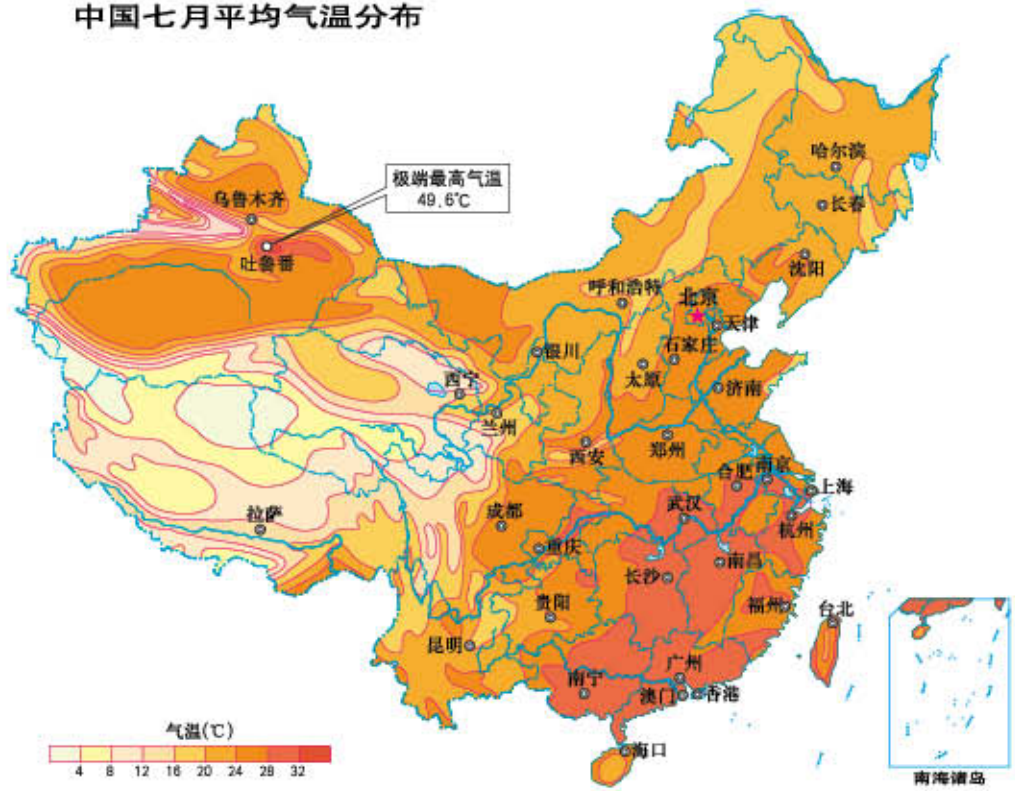 中国七月平均气温分布
哈尔滨
极端最高气温
49.6℃
乌鲁木齐
长春
吐鲁番
沈阳
呼和浩特
北京
天津
银川
石家庄
太原
西宁
济南
兰州
西安
郑州
合肥
南京
上海
武汉
拉萨
成都
杭州
重庆
南昌
长沙
贵阳
福州
台北
昆明
广州
南宁
澳门
香港
气温(℃)
海口
4 8 12 16 20 24 28 32
南海诸岛